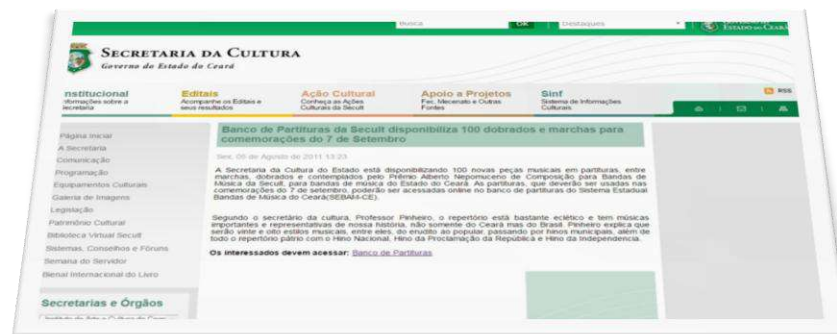 Busca
OK
Destaques
ESTADO DO CEARÁ
SECRETARIA DA CULTURA
Governo do Estado do Ceará
nstitucional
nformações sobre a
Secretaria
Editais
Acompanhe os Editais e
seus resultados
Ação Cultural
Conheça as Ações
Culturais da Secult
Apoio a Projetos
Fec, Mecenato e Outras
Fontes
Sinf
Sistema de Informações
Culturais
RSS
Página Inicial
A Secretaria
Comunicação
Programação
Equipamentos Culturais
Galeria de Imagens
Legislação
Patrimônio Cultural
Biblioteca Virtual Secult
Sistemas, Conselhos e Fóruns
Semana do Servidor
Bienal Internacional do Livro
Secretarias e Órgãos
Banco de Partituras da Secult disponibiliza 100 dobrados e marchas para
comemorações do 7 de Setembro
Sex, 05 de Agosto de 2011 13:23
A Secretaria da Cultura do Estado está disponibilizando 100 novas peças musicais em partituras, entre
marchas, dobrados e contemplados pelo Prêmio Alberto Nepomuceno de Composição para Bandas de
Música da Secult, para bandas de música do Estado do Ceará. As partituras, que deverão ser usadas nas
comemorações do 7 de setembro, poderão ser acessadas online no banco de partituras do Sistema Estadual
Bandas de Música do Ceará(SEBAM-CE).
Segundo o secretário da cultura, Professor Pinheiro, o repertório está bastante eclético e tem músicas
importantes e representativas de nossa história, não somente do Ceará mas do Brasil. Pinheiro explica que
serão vinte e oito estilos musicais, entre eles, do erudito ao popular, passando por hinos municipais, além de
todo o repertório pátrio com o Hino Nacional, Hino da Proclamação da República e Hino da Independencia.
Os interessados devem acessar: Banco de Partituras